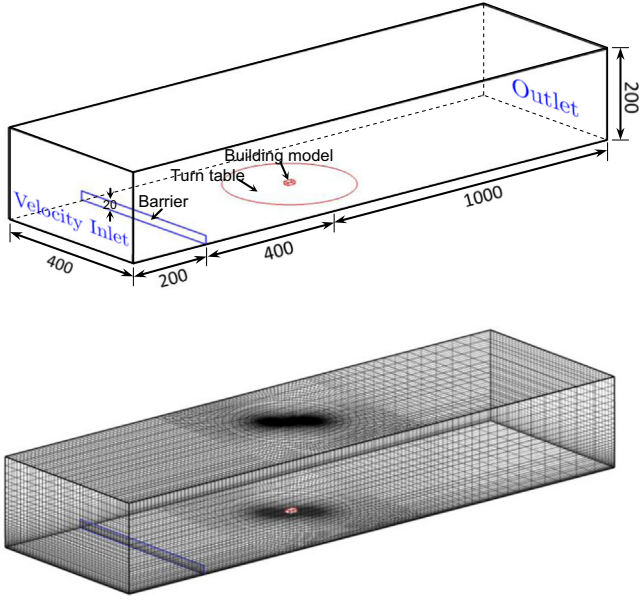 200
Outlet
Building model
Turn table
1000
20
Barrier
Velocity Inlet
400
400
200